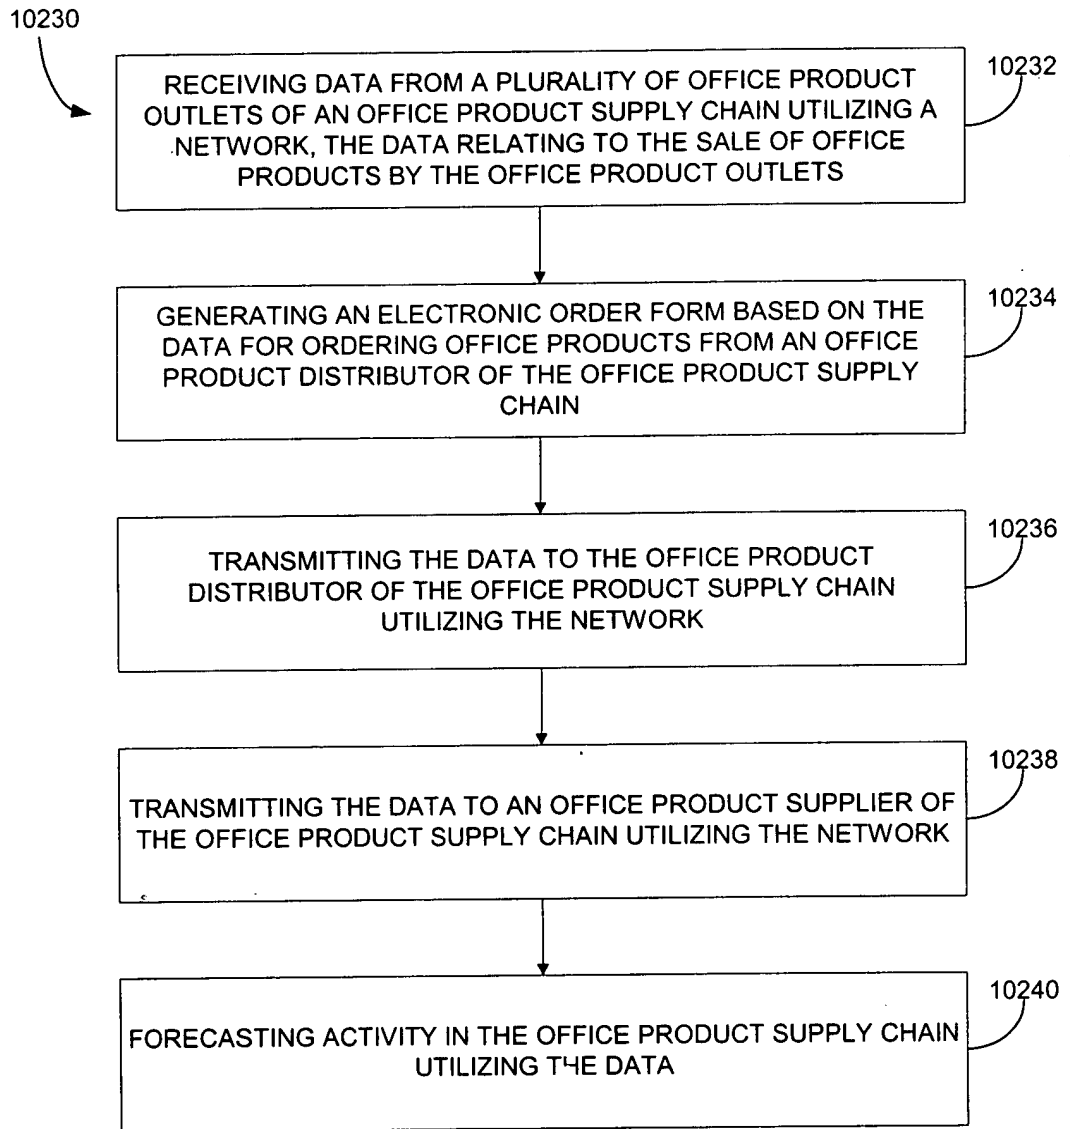 10230
10232
RECEIVING DATA FROM A PLURALITY OF OFFICE PRODUCT
OUTLETS OF AN OFFICE PRODUCT SUPPLY CHAIN UTILIZING A
NETWORK, THE DATA RELATING TO THE SALE OF OFFICE
PRODUCTS BY THE OFFICE PRODUCT OUTLETS
10234
GENERATING AN ELECTRONIC ORDER FORM BASED ON THE
DATA FOR ORDERING OFFICE PRODUCTS FROM AN OFFICE
PRODUCT DISTRIBUTOR OF THE OFFICE PRODUCT SUPPLY
CHAIN
10236
TRANSMITTING THE DATA TO THE OFFICE PRODUCT
DISTRIBUTOR OF THE OFFICE PRODUCT SUPPLY CHAIN
UTILIZING THE NETWORK
10238
TRANSMITTING THE DATA TO AN OFFICE PRODUCT SUPPLIER OF
THE OFFICE PRODUCT SUPPLY CHAIN UTILIZING THE NETWORK
10240
FORECASTING ACTIVITY IN THE OFFICE PRODUCT SUPPLY CHAIN
UTILIZING THE DATA